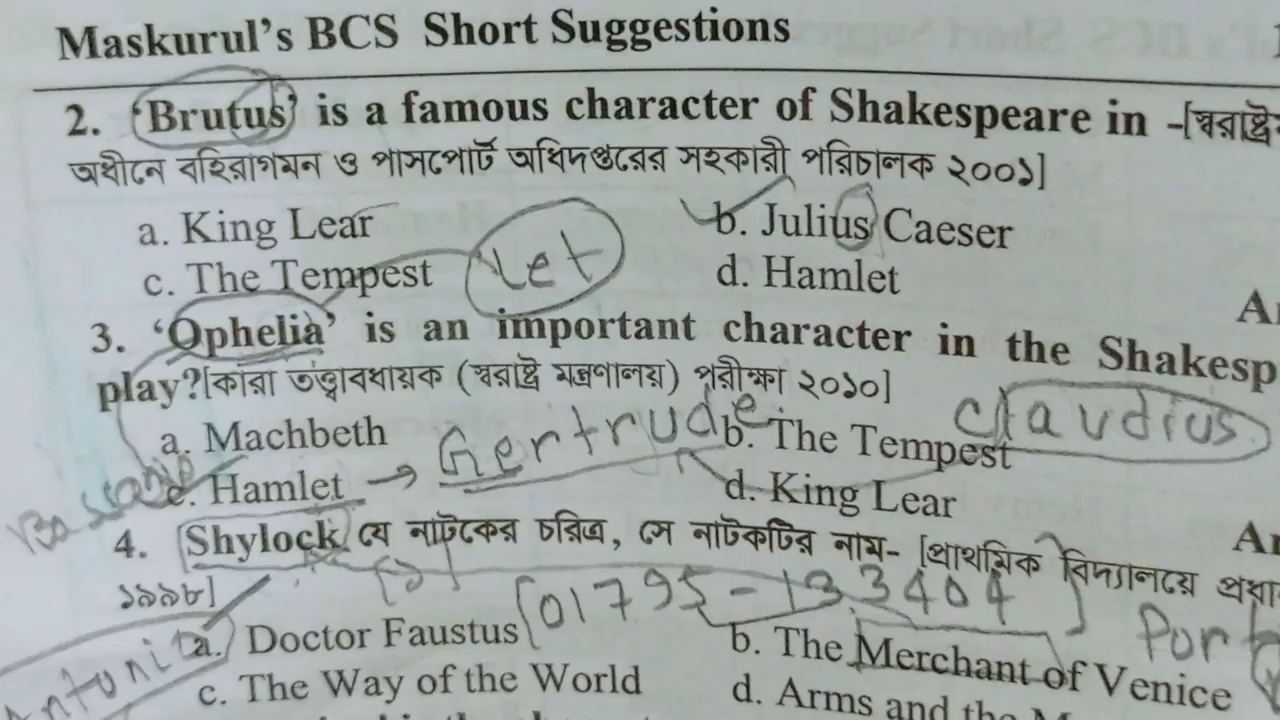 Maskurul's BCS Short Suggestions
2. 'Brutus' is a famous character of Shakespeare in -[স্বরাষ্ট্র
অধীনে বহিরাগমন ও পাসপোর্ট অধিদপ্তরের সহকারী পরিচালক ২০০১]
a. King Lear b. Julius Caeser
c. The Tempest let d. Hamlet
3. 'Ophelia' is an important character in the Shakesp
play?[কারা তত্ত্বাবধায়ক (স্বরাষ্ট্র মন্ত্রণালয়) পরীক্ষা ২০১০]
Claudius
a. Machbeth Gertrude b. The Tempest
c. Hamlet d. King Lear
4. Shylock যে নাটকের চরিত্র, সে নাটকটির নাম- [প্রাথমিক বিদ্যালয়ে প্রধা
১৯৯৮]
01795-133404
a. Doctor Faustus b. The Merchant of Venice
c. The Way of the World d. Arms and the